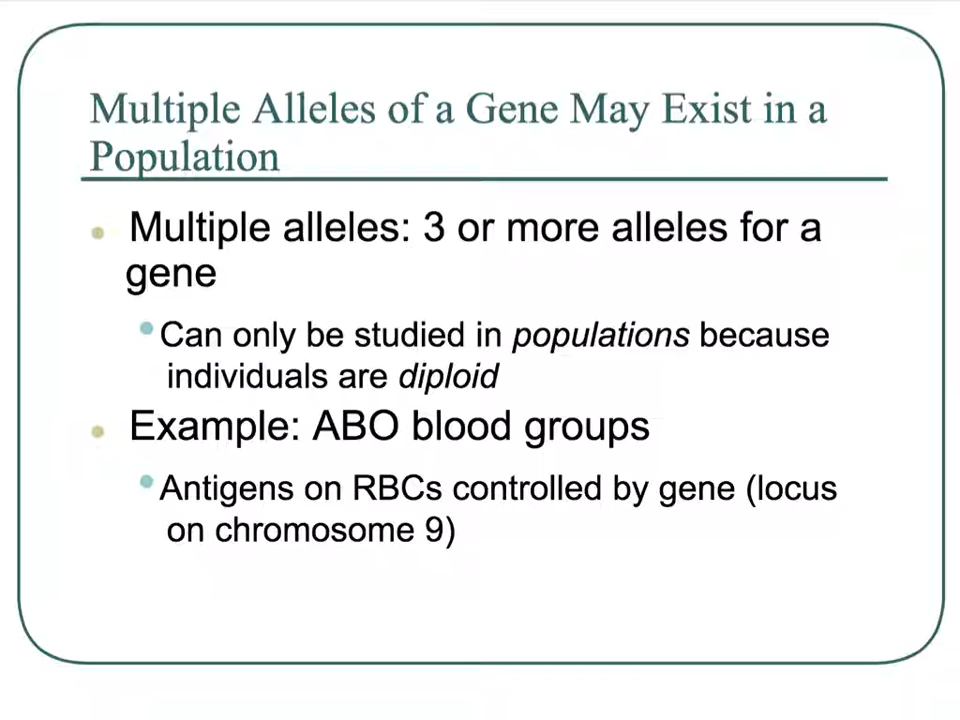 Multiple Alleles of a Gene May Exist in a
Population
• Multiple alleles: 3 or more alleles for a
gene
• Can only be studied in populations because
individuals are diploid
• Example: ABO blood groups
• Antigens on RBCs controlled by gene (locus
on chromosome 9)